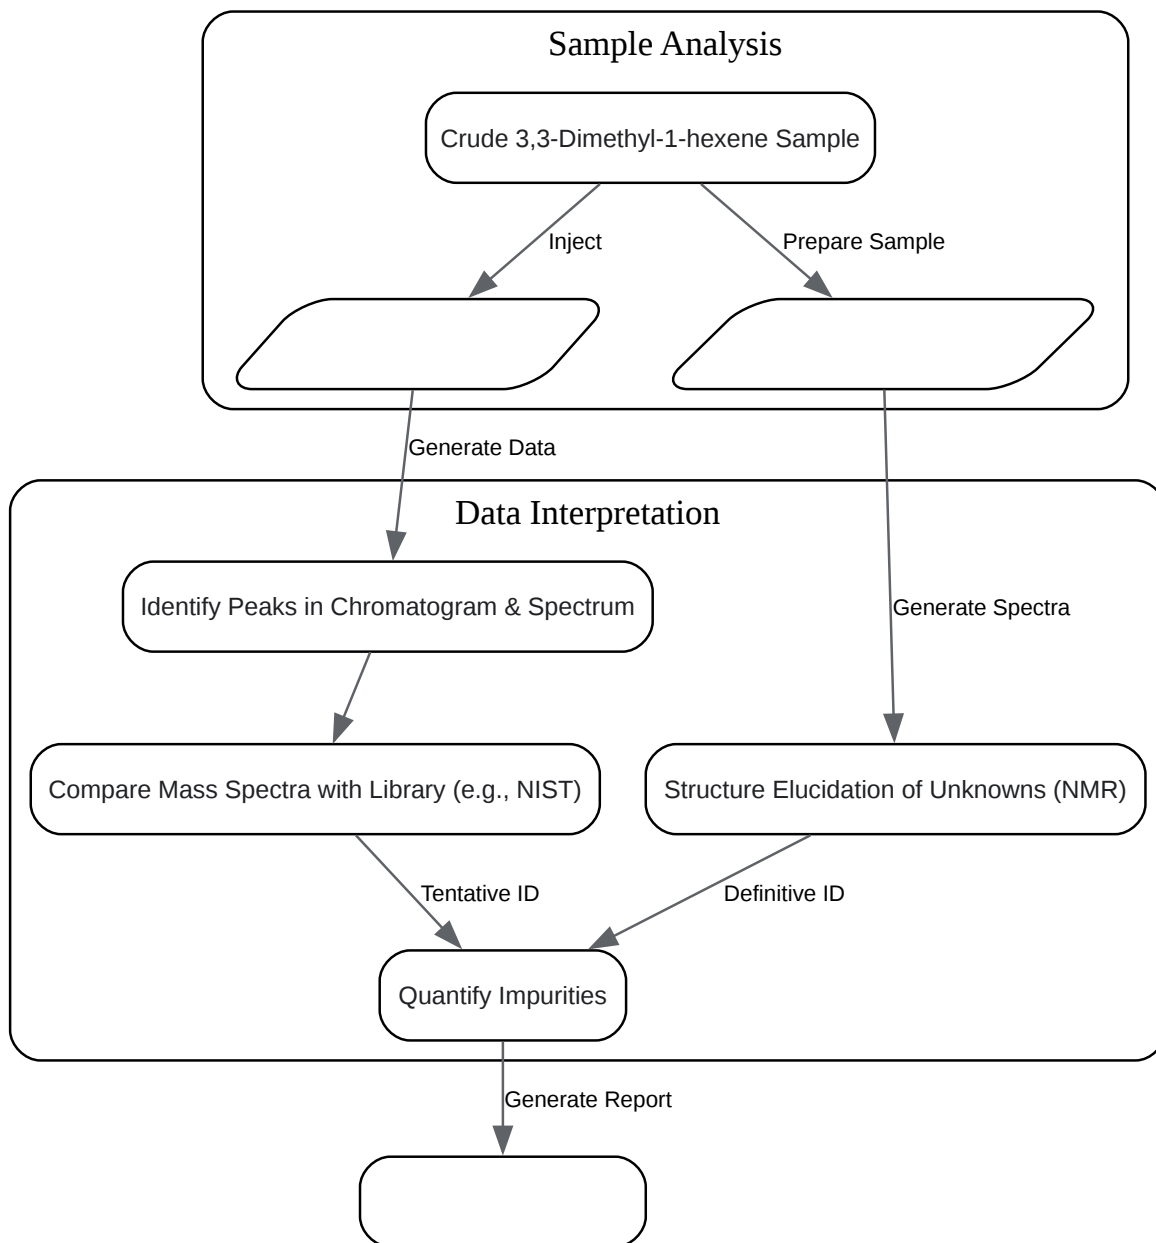 Sample Analysis
Crude 3,3-Dimethyl-1-hexene Sample
Inject
Prepare Sample
Generate Data
Data Interpretation
Identify Peaks in Chromatogram & Spectrum
Generate Spectra
Compare Mass Spectra with Library (e.g., NIST)
Structure Elucidation of Unknowns (NMR)
Tentative ID
Definitive ID
Quantify Impurities
Generate Report